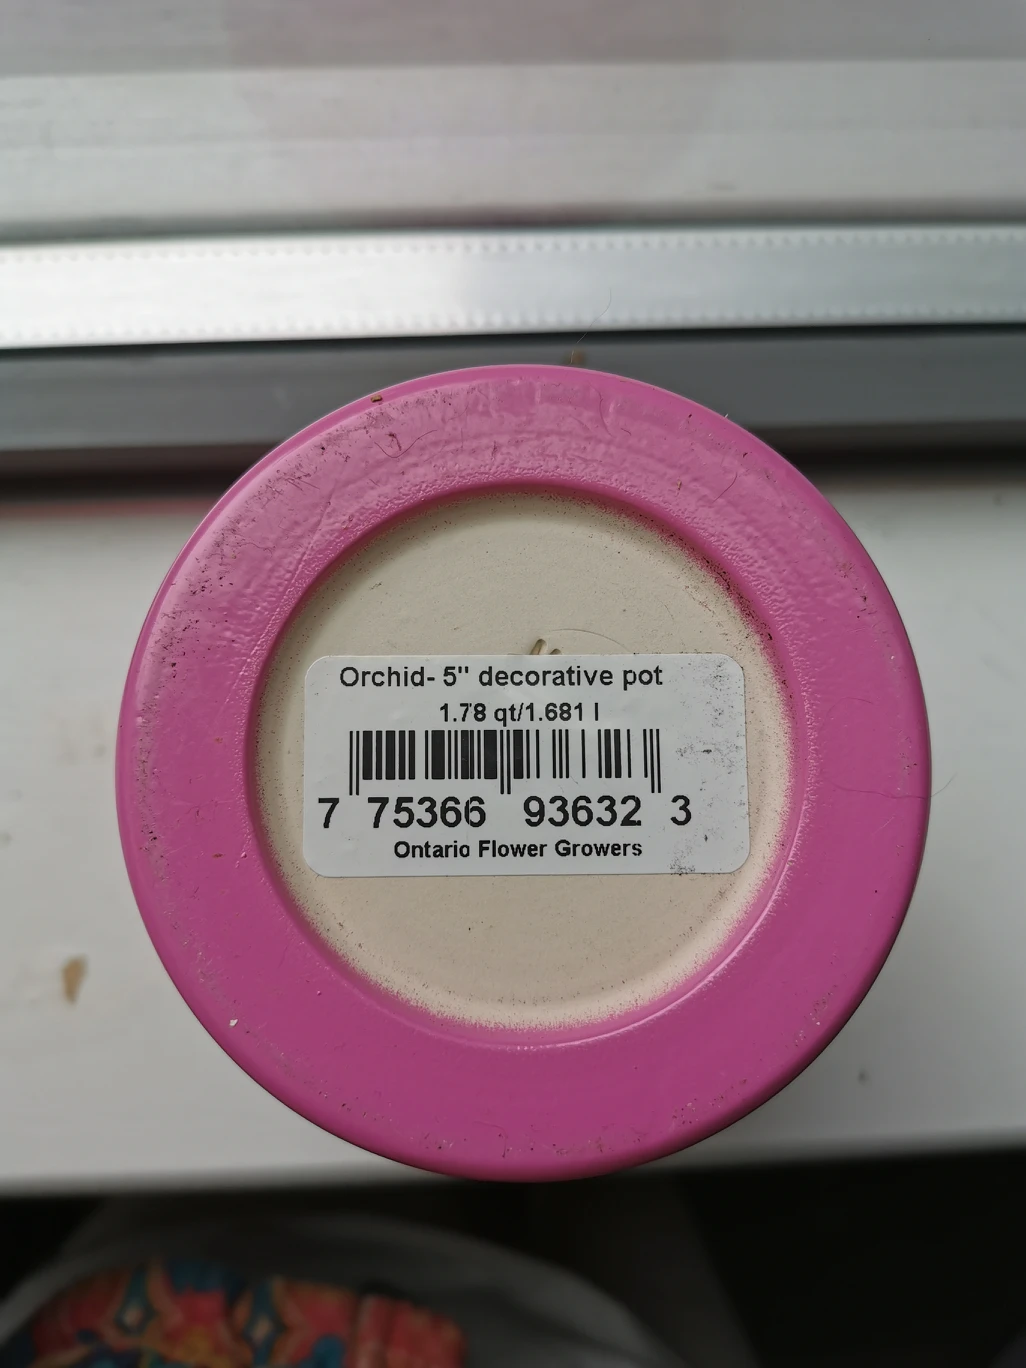 Orchid- 5" decorative pot
1.78 qt/1.681 l
7 75366 93632 3
Ontario Flower Growers